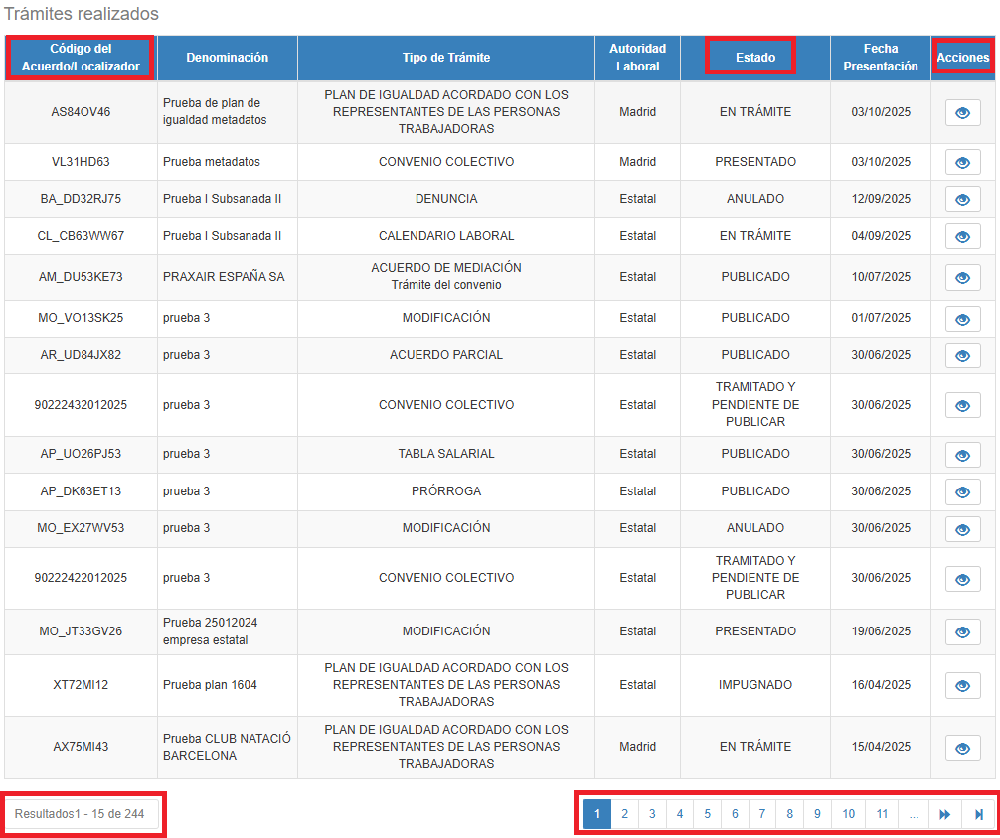 Trámites realizados
Código del Acuerdo/Localizador Denominación Tipo de Trámite Autoridad Laboral Estado Fecha Presentación Acciones
AS84OV46 Prueba de plan de igualdad metadatos PLAN DE IGUALDAD ACORDADO CON LOS REPRESENTANTES DE LAS PERSONAS TRABAJADORAS Madrid EN TRÁMITE 03/10/2025
VL31HD63 Prueba metadatos CONVENIO COLECTIVO Madrid PRESENTADO 03/10/2025
BA_DD32RJ75 Prueba I Subsanada II DENUNCIA Estatal ANULADO 12/09/2025
CL_CB63WW67 Prueba I Subsanada II CALENDARIO LABORAL Estatal EN TRÁMITE 04/09/2025
AM_DU53KE73 PRAXAIR ESPAÑA SA ACUERDO DE MEDIACIÓN Trámite del convenio Estatal PUBLICADO 10/07/2025
MO_VO13SK25 prueba 3 MODIFICACIÓN Estatal PUBLICADO 01/07/2025
AR_UD84JX82 prueba 3 ACUERDO PARCIAL Estatal PUBLICADO 30/06/2025
90222432012025 prueba 3 CONVENIO COLECTIVO Estatal TRAMITADO Y PENDIENTE DE PUBLICAR 30/06/2025
AP_UO26PJ53 prueba 3 TABLA SALARIAL Estatal PUBLICADO 30/06/2025
AP_DK63ET13 prueba 3 PRÓRROGA Estatal PUBLICADO 30/06/2025
MO_EX27WV53 prueba 3 MODIFICACIÓN Estatal ANULADO 30/06/2025
90222422012025 prueba 3 CONVENIO COLECTIVO Estatal TRAMITADO Y PENDIENTE DE PUBLICAR 30/06/2025
MO_JT33GV26 Prueba 25012024 empresa estatal MODIFICACIÓN Estatal PRESENTADO 19/06/2025
XT72MI12 Prueba plan 1604 PLAN DE IGUALDAD ACORDADO CON LOS REPRESENTANTES DE LAS PERSONAS TRABAJADORAS Estatal IMPUGNADO 16/04/2025
AX75MI43 Prueba CLUB NATACIÓ BARCELONA PLAN DE IGUALDAD ACORDADO CON LOS REPRESENTANTES DE LAS PERSONAS TRABAJADORAS Madrid EN TRÁMITE 15/04/2025
Resultados1 - 15 de 244 1 2 3 4 5 6 7 8 9 10 11 ...